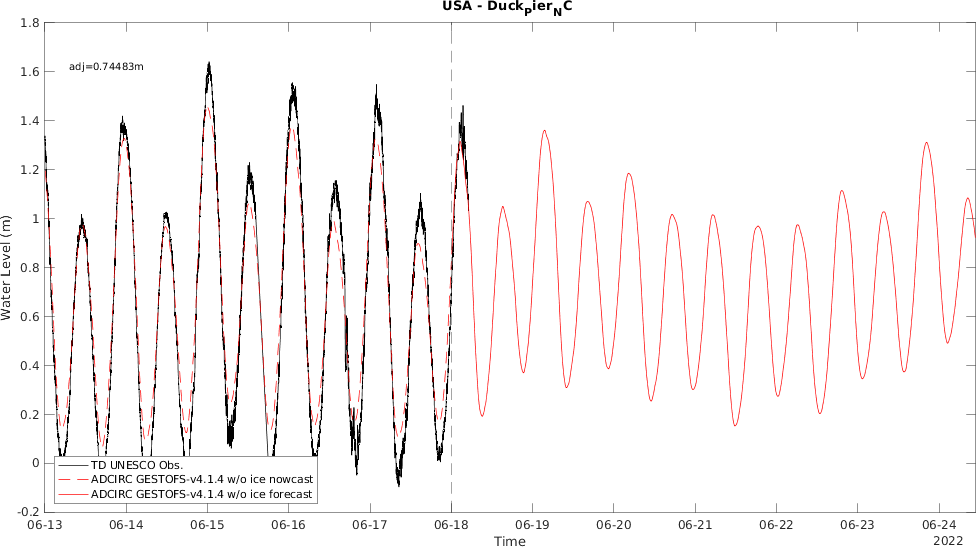 USA - Duck_Pier_NC
1.8
1.6
adj=0.74483m
1.4
1.2
1
0.8
0.6
0.4
0.2
0
-0.2
Water Level (m)
TD UNESCO Obs.
ADCIRC GESTOFS-v4.1.4 w/o ice nowcast
ADCIRC GESTOFS-v4.1.4 w/o ice forecast
06-13 06-14 06-15 06-16 06-17 06-18 06-19 06-20 06-21 06-22 06-23 06-24
Time
2022